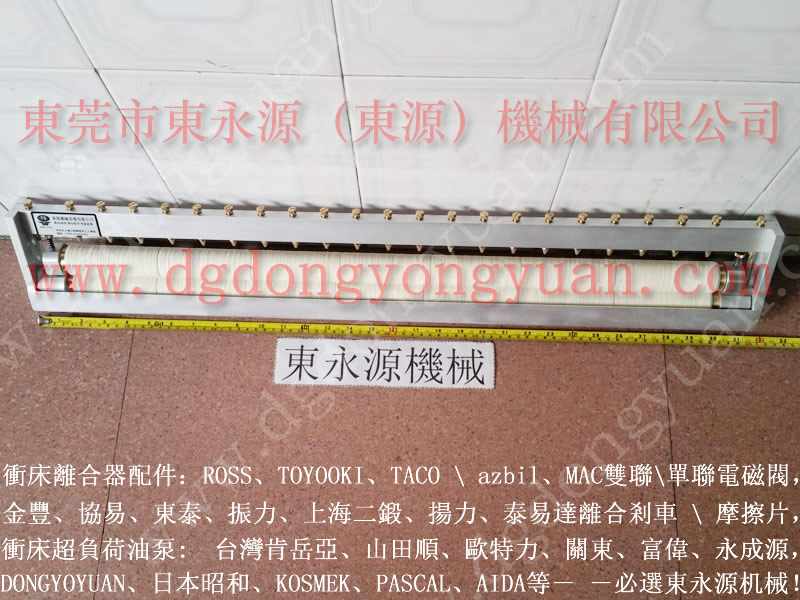 東莞市東永源（東源）機械有限公司
www.dgdongyongyuan.com
東永源機械
衝床離合器配件：ROSS、TOYOOKI、TACO \ azbil、MAC雙聯\單聯電磁閥，
金豐、協易、東泰、振力、上海二鍛、揚力、泰易達離合剎車 \ 摩擦片，
衝床超負荷油泵： 台灣肯岳亞、山田順、歐特力、關東、富偉、永成源，
DONGYOYUAN、日本昭和、KOSMEK、PASCAL、AIDA等－ －必選東永源机械！